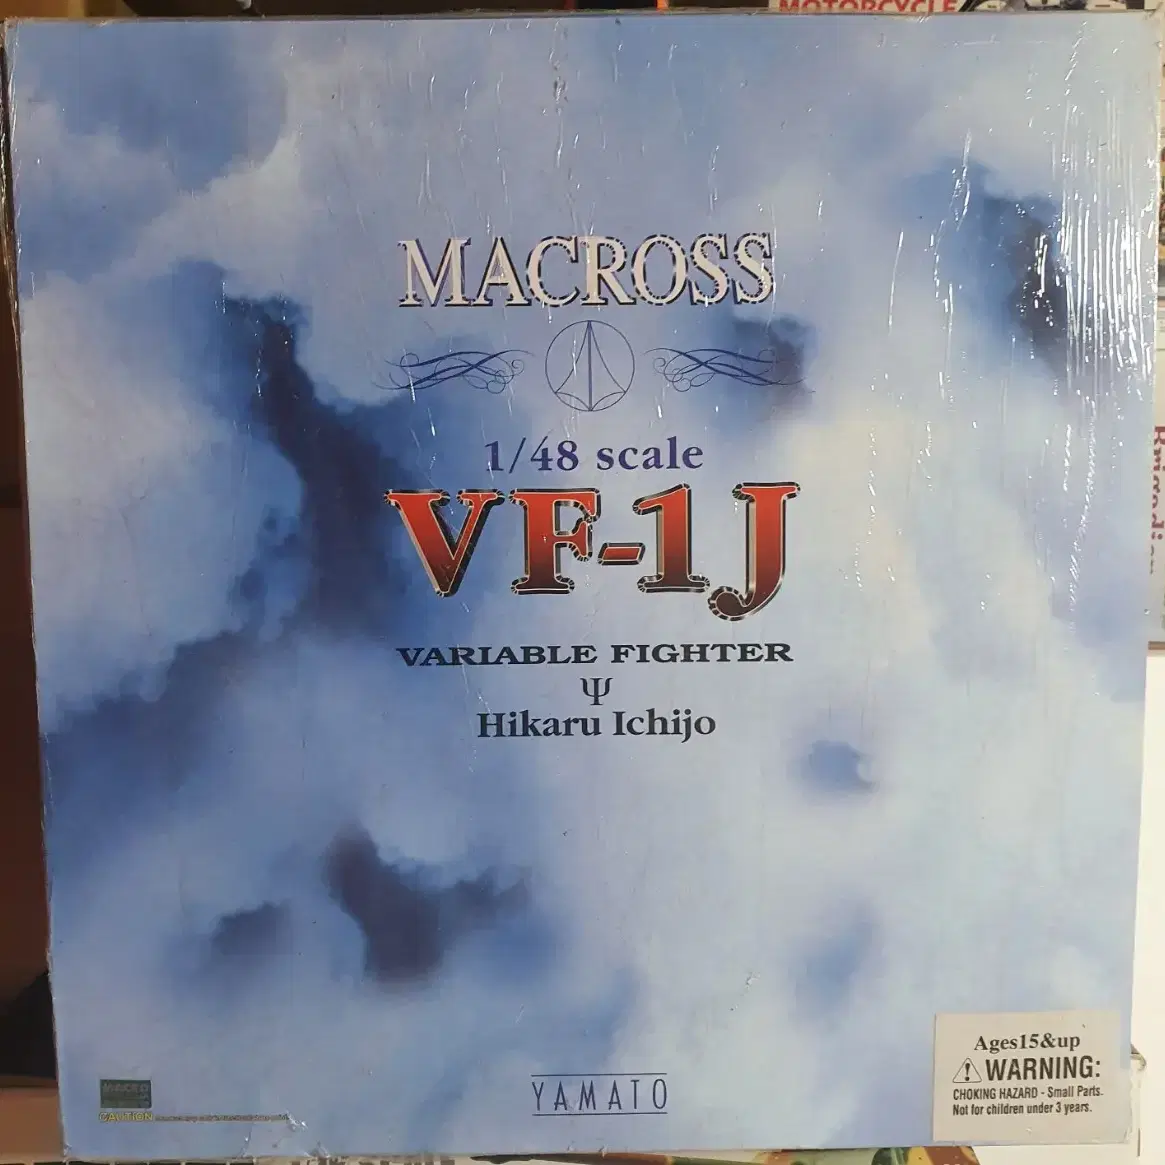 MOTORCYCLE
MACROSS
1/48 scale
VF-1J
VARIABLE FIGHTER
Ψ
Hikaru Ichijo
Ages15&up
WARNING:
CHOKING HAZARD - Small Parts.
Not for children under 3 years.
YAMATO
CAUTION